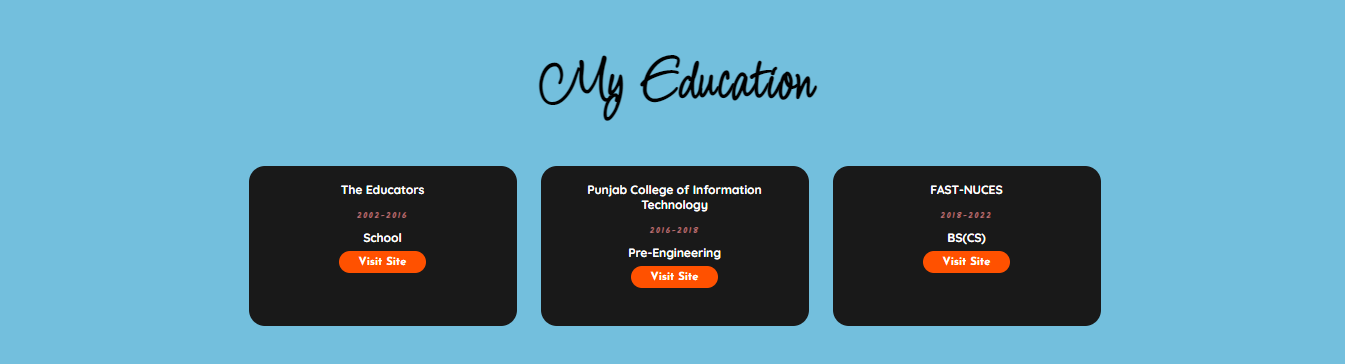 My Education
The Educators
2002-2016
School
Visit Site
Punjab College of Information
Technology
2016-2018
Pre-Engineering
Visit Site
FAST-NUCES
2018-2022
BS(CS)
Visit Site